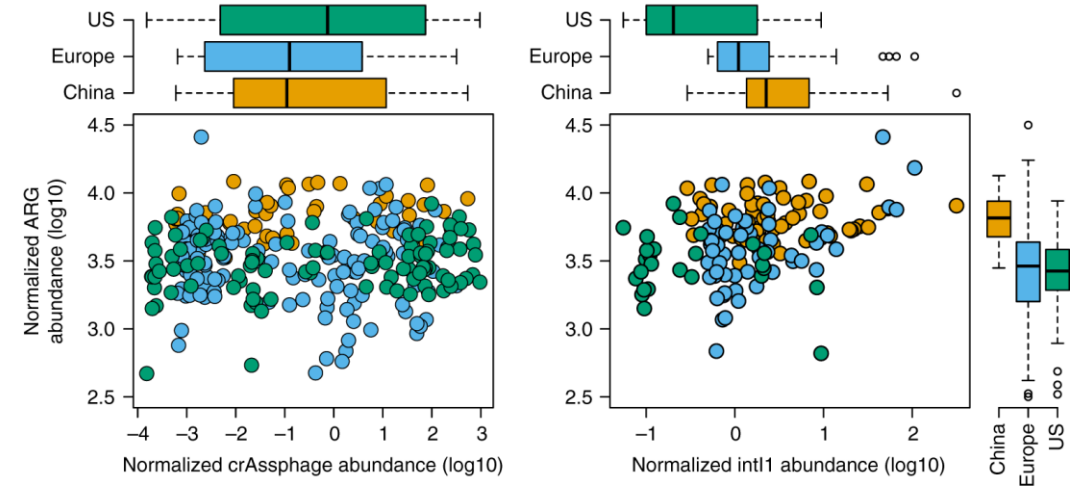 US
Europe
China
US
Europe
China
4.5
4.0
3.5
3.0
2.5
Normalized ARG
abundance (log10)
−4 −3 −2 −1 0 1 2 3
Normalized crAssphage abundance (log10)
4.5
4.0
3.5
3.0
2.5
−1 0 1 2
Normalized intI1 abundance (log10)
China
Europe
US